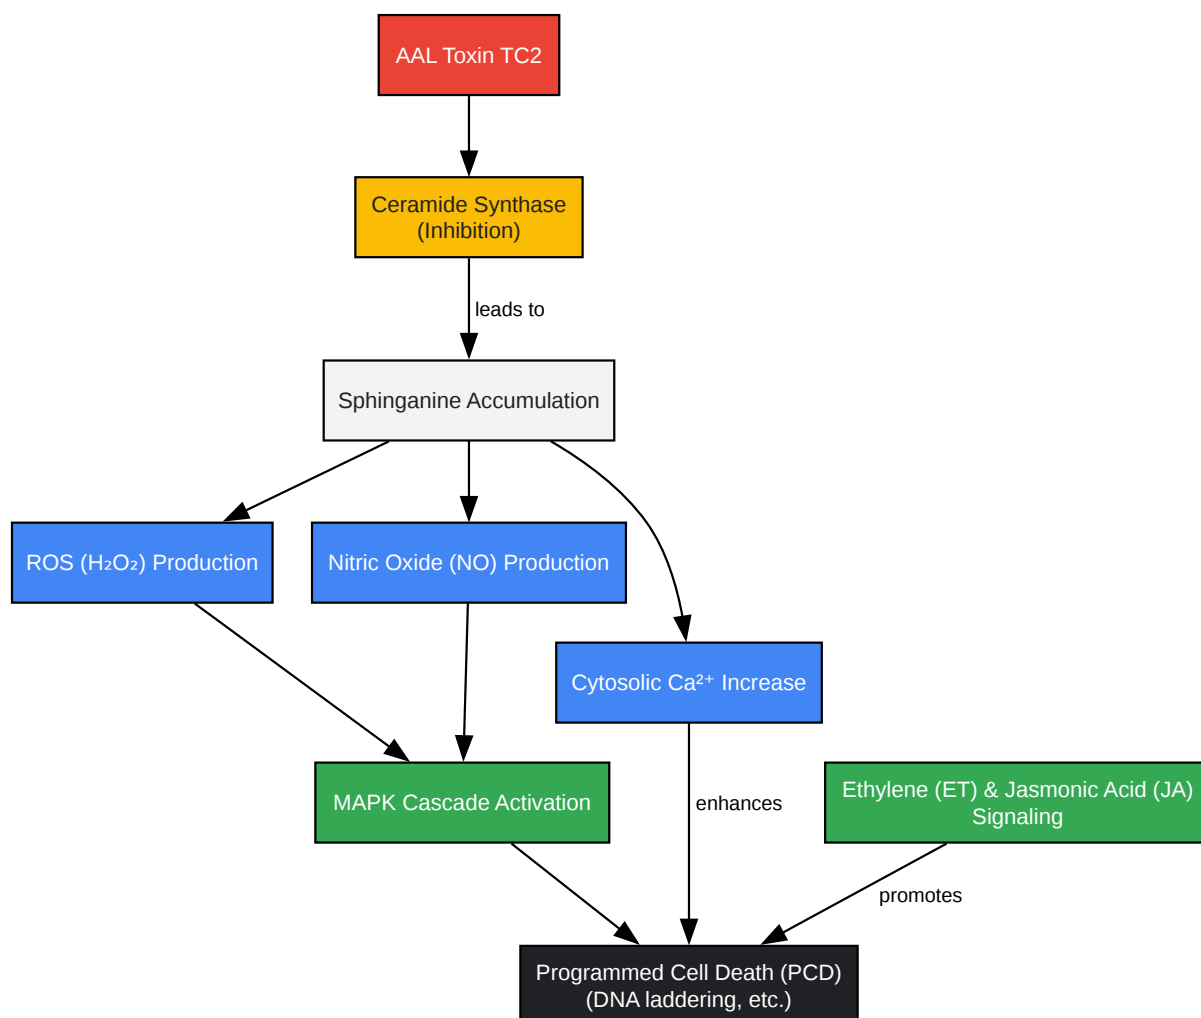 AAL Toxin TC2
Ceramide Synthase
(Inhibition)
leads to
Sphinganine Accumulation
ROS (H₂O₂) Production
Nitric Oxide (NO) Production
Cytosolic Ca²⁺ Increase
MAPK Cascade Activation
enhances
Ethylene (ET) & Jasmonic Acid (JA)
Signaling
promotes
Programmed Cell Death (PCD)
(DNA laddering, etc.)